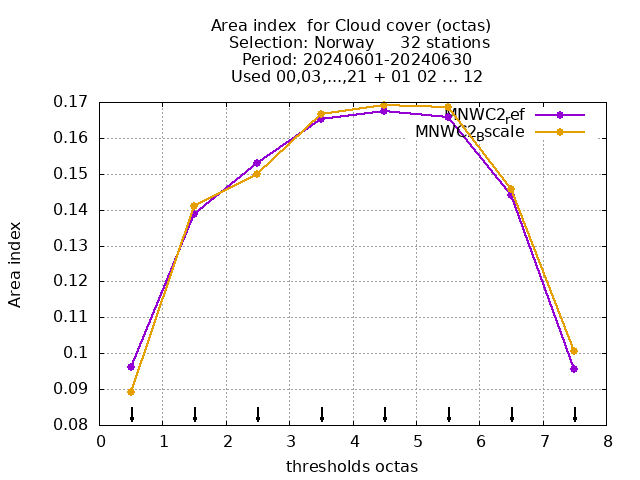 Area index  for Cloud cover (octas)
Selection: Norway     32 stations
Period: 20240601-20240630
Used 00,03,...,21 + 01 02 ... 12
MNWC2ref
MNWC2Bscale
0.17
0.16
0.15
0.14
0.13
0.12
0.11
0.1
0.09
0.08
Area index
0 1 2 3 4 5 6 7 8
thresholds octas